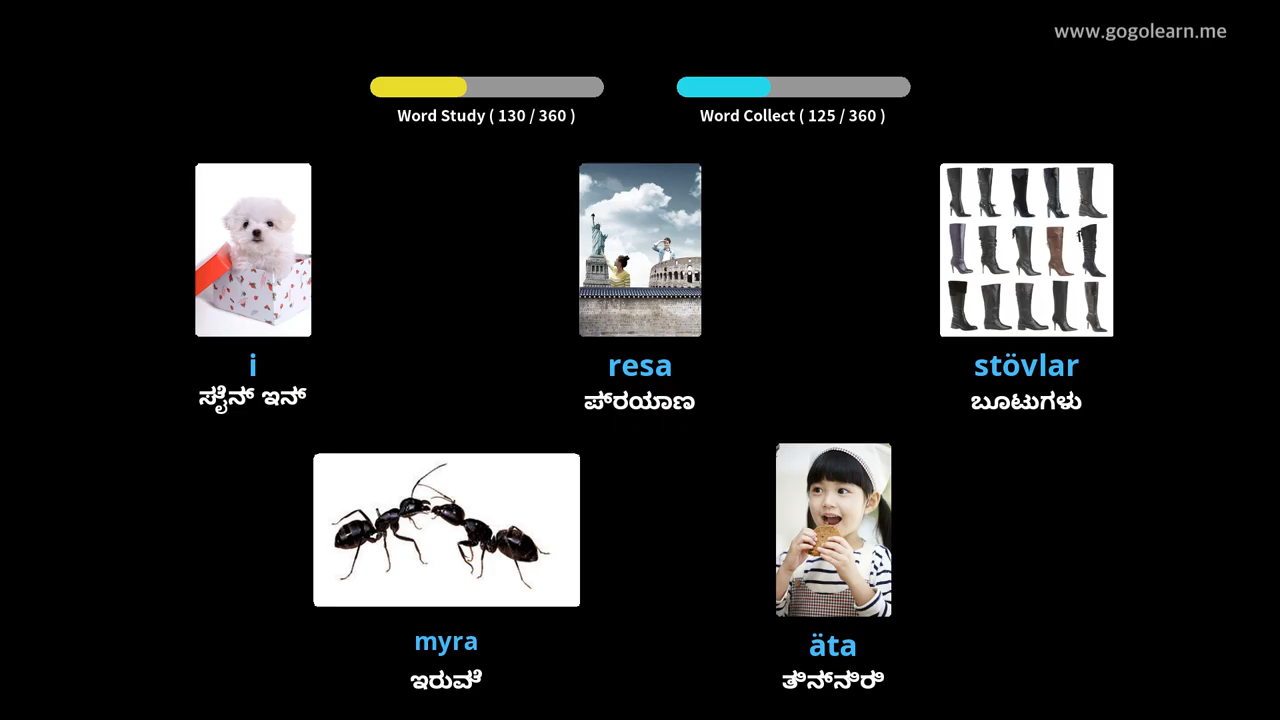 www.gogolearn.me
Word Study ( 130 / 360 )
Word Collect ( 125 / 360 )
i
ಸೈನ್ ಇನ್
resa
ಪ್ರಯಾಣ
stövlar
ಬೂಟುಗಳು
myra
ಇರುವೆ
äta
ತಿನ್ನಿರಿ